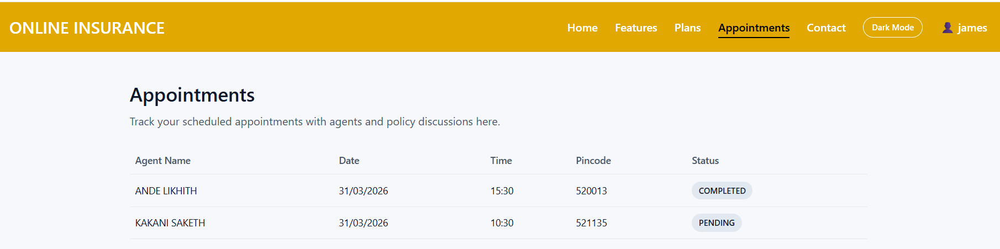 ONLINE INSURANCE Home Features Plans Appointments Contact Dark Mode james
Appointments
Track your scheduled appointments with agents and policy discussions here.
Agent Name Date Time Pincode Status
ANDE LIKHITH 31/03/2026 15:30 520013 COMPLETED
KAKANI SAKETH 31/03/2026 10:30 521135 PENDING